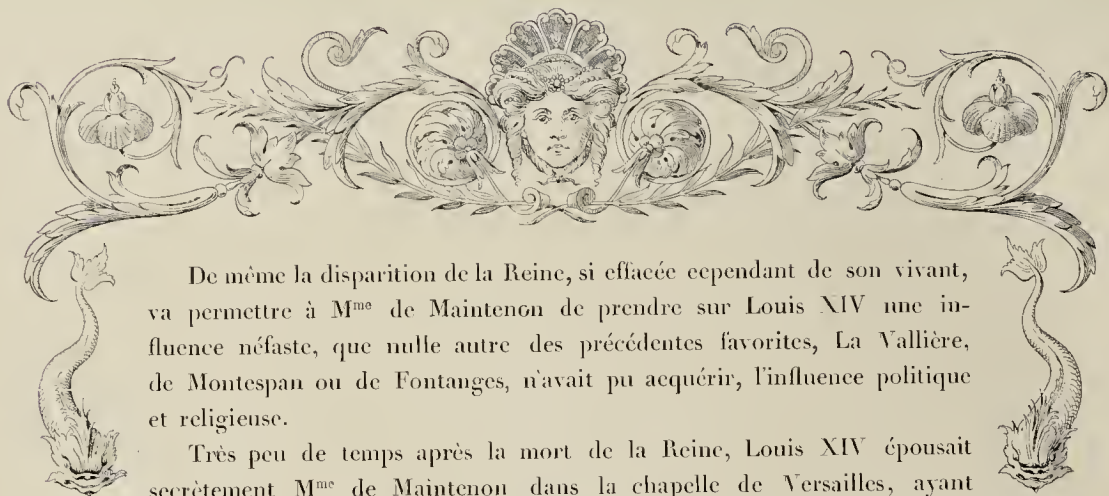 De même la disparition de la Reine, si effacée cependant de son vivant,
va permettre à Mme de Maintenon de prendre sur Louis XIV une in-
fluence néfaste, que nulle autre des précédentes favorites, La Vallière,
de Montespan ou de Fontanges, n'avait pu acquérir, l'influence politique
et religieuse.
Très peu de temps après la mort de la Reine, Louis XIV épousait
secrètement Mme de Maintenon dans la chapelle de Versailles, ayant